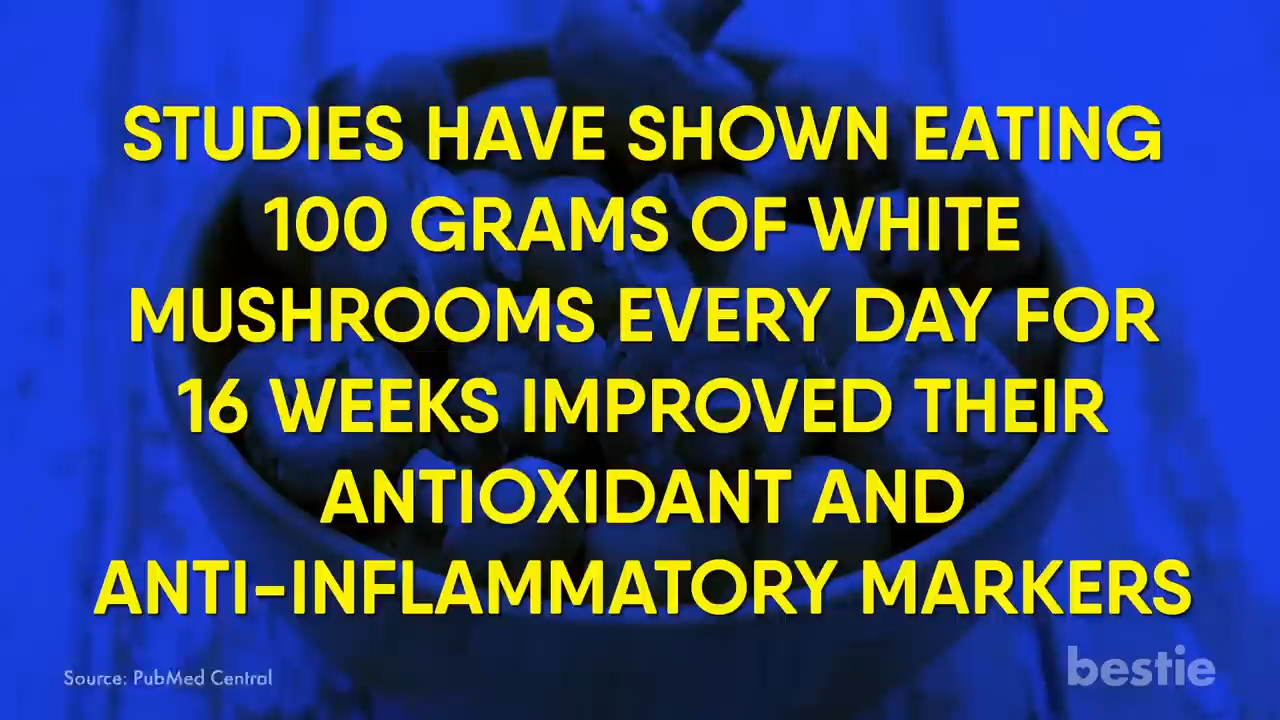 STUDIES HAVE SHOWN EATING
100 GRAMS OF WHITE
MUSHROOMS EVERY DAY FOR
16 WEEKS IMPROVED THEIR
ANTIOXIDANT AND
ANTI-INFLAMMATORY MARKERS
Source: PubMed Central
bestie